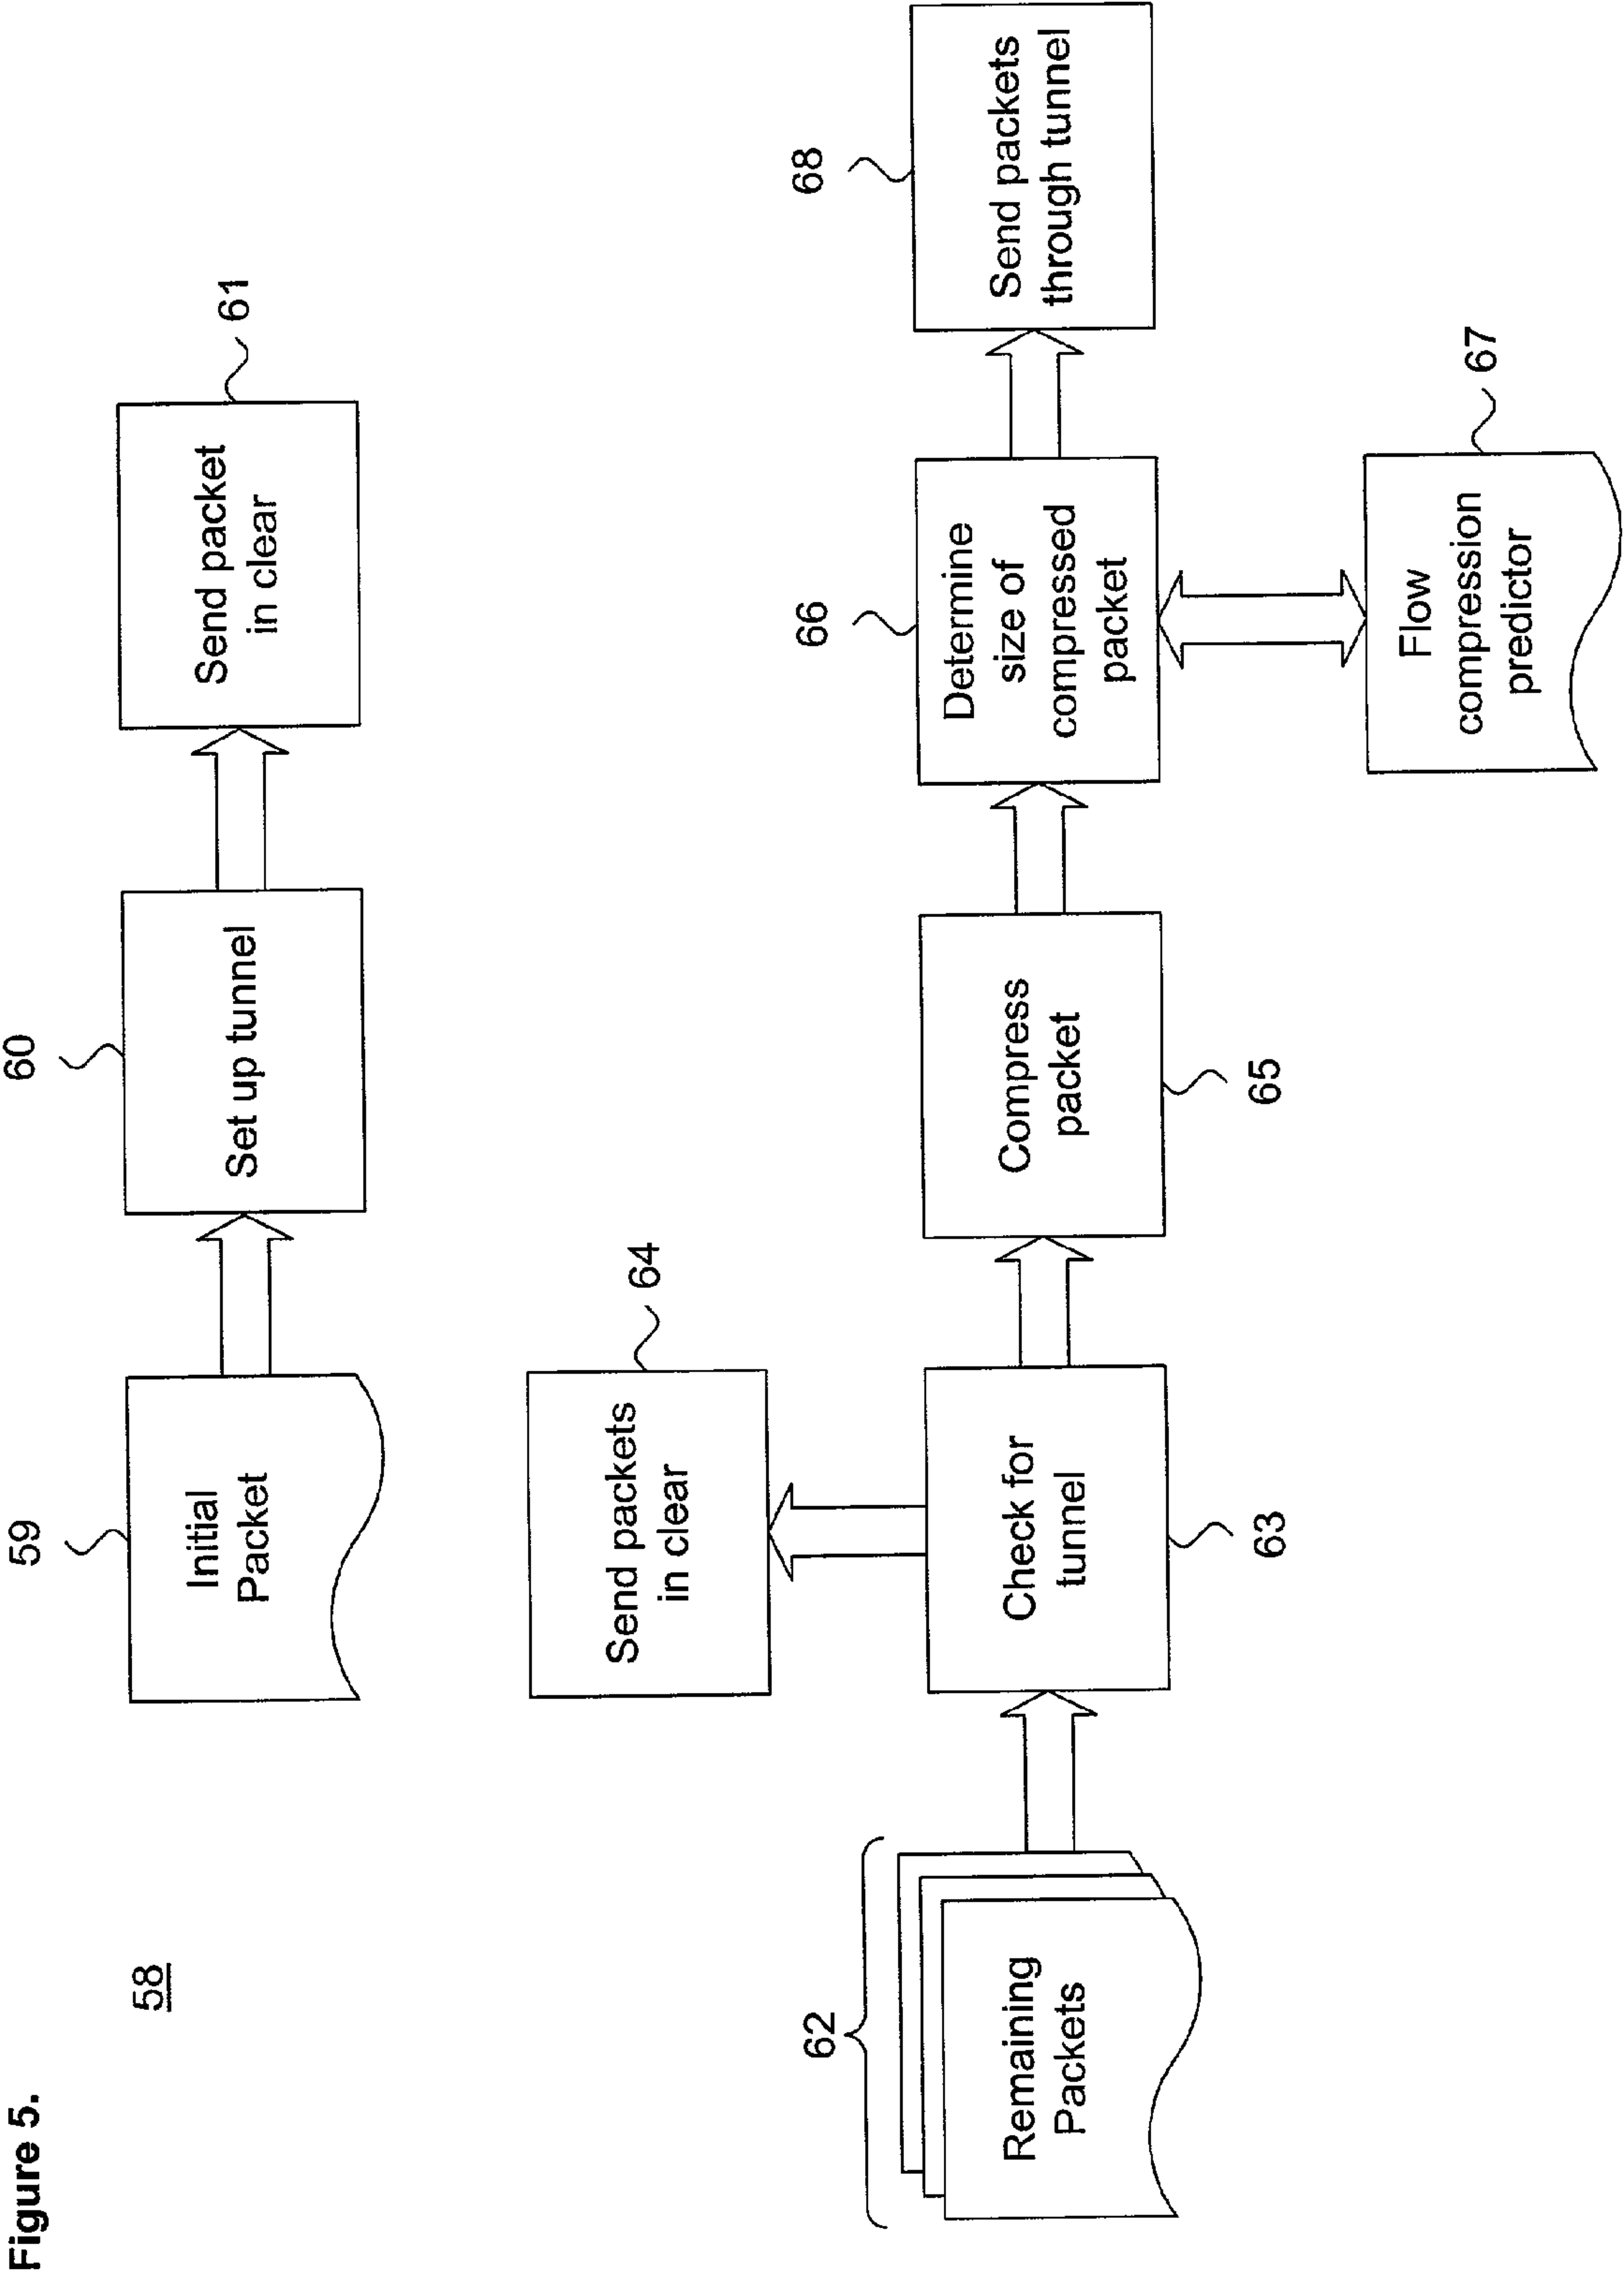 Figure 5.
58
59
Initial
Packet
60
Set up tunnel
61
Send packet
in clear
62
Remaining
Packets
63
Check for
tunnel
64
Send packets
in clear
65
Compress
packet
66
Determine
size of
compressed
packet
67
Flow
compression
predictor
68
Send packets
through tunnel